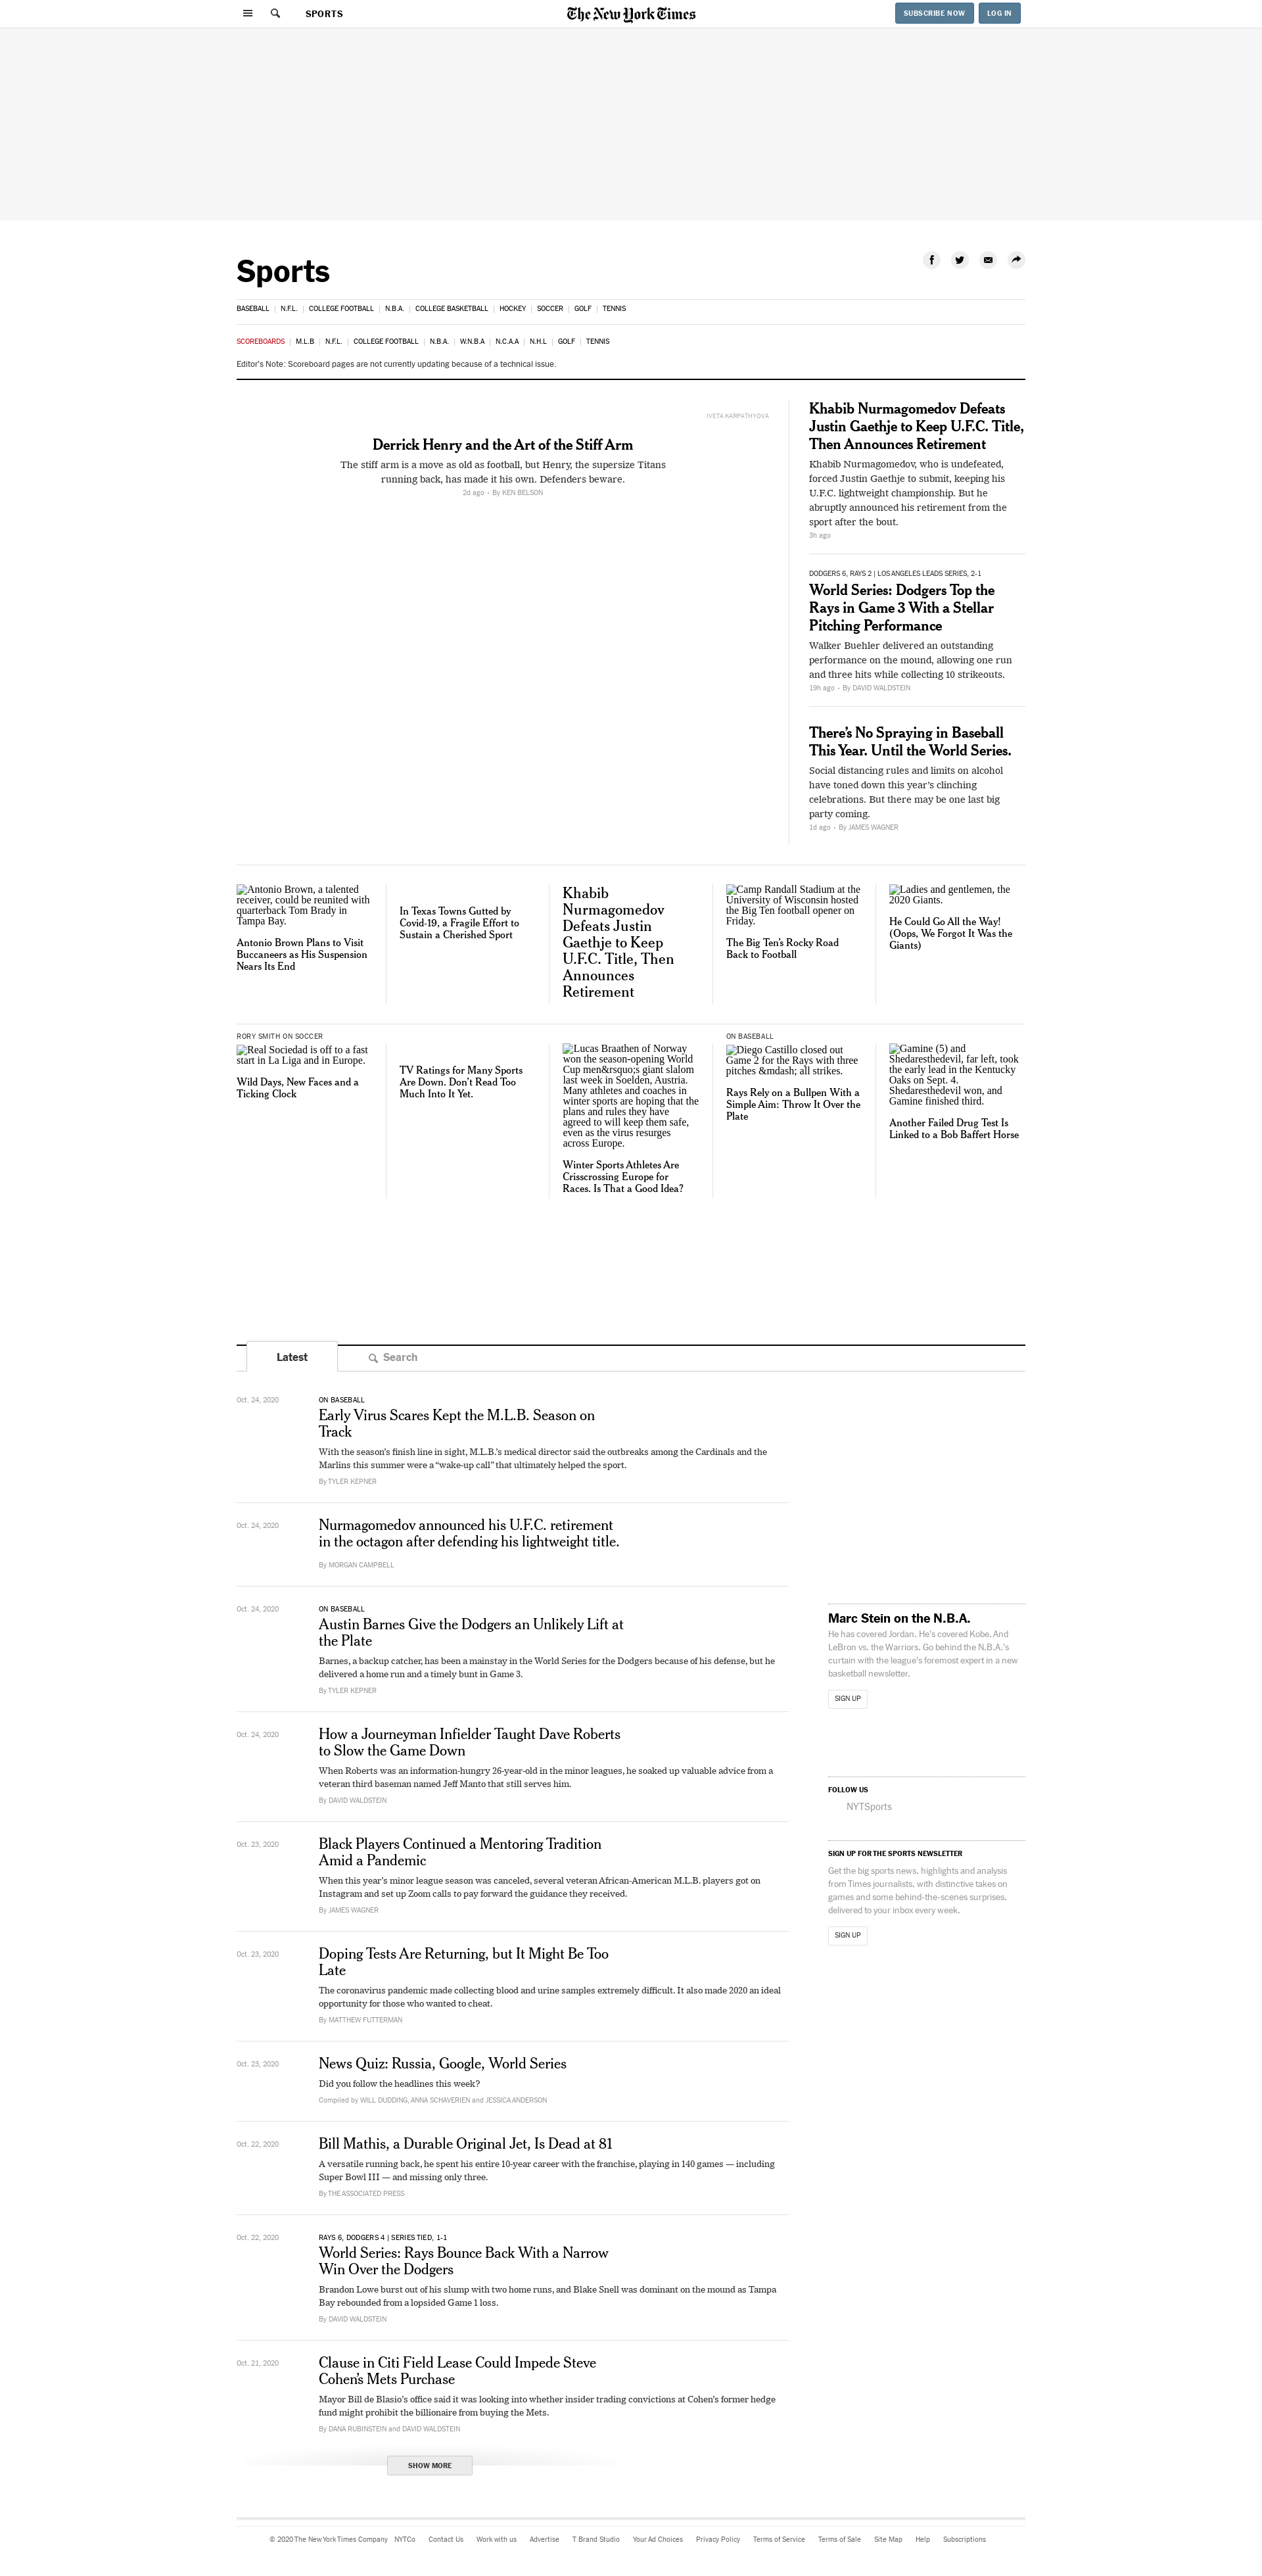 SPORTS
The New York Times
SUBSCRIBE NOW
LOG IN
Sports
BASEBALL | N.F.L. | COLLEGE FOOTBALL | N.B.A. | COLLEGE BASKETBALL | HOCKEY | SOCCER | GOLF | TENNIS
SCOREBOARDS | M.L.B | N.F.L. | COLLEGE FOOTBALL | N.B.A. | W.N.B.A | N.C.A.A | N.H.L | GOLF | TENNIS
Editor's Note: Scoreboard pages are not currently updating because of a technical issue.
IVETA KARPATHYOVA
Derrick Henry and the Art of the Stiff Arm
The stiff arm is a move as old as football, but Henry, the supersize Titans
running back, has made it his own. Defenders beware.
2d ago · By KEN BELSON
Khabib Nurmagomedov Defeats
Justin Gaethje to Keep U.F.C. Title,
Then Announces Retirement
Khabib Nurmagomedov, who is undefeated,
forced Justin Gaethje to submit, keeping his
U.F.C. lightweight championship. But he
abruptly announced his retirement from the
sport after the bout.
3h ago
DODGERS 6, RAYS 2 | LOS ANGELES LEADS SERIES, 2-1
World Series: Dodgers Top the
Rays in Game 3 With a Stellar
Pitching Performance
Walker Buehler delivered an outstanding
performance on the mound, allowing one run
and three hits while collecting 10 strikeouts.
19h ago · By DAVID WALDSTEIN
There's No Spraying in Baseball
This Year. Until the World Series.
Social distancing rules and limits on alcohol
have toned down this year's clinching
celebrations. But there may be one last big
party coming.
1d ago · By JAMES WAGNER
Antonio Brown, a talented
receiver, could be reunited with
quarterback Tom Brady in
Tampa Bay.
Antonio Brown Plans to Visit
Buccaneers as His Suspension
Nears Its End
In Texas Towns Gutted by
Covid-19, a Fragile Effort to
Sustain a Cherished Sport
Khabib
Nurmagomedov
Defeats Justin
Gaethje to Keep
U.F.C. Title, Then
Announces
Retirement
Camp Randall Stadium at the
University of Wisconsin hosted
the Big Ten football opener on
Friday.
The Big Ten's Rocky Road
Back to Football
Ladies and gentlemen, the
2020 Giants.
He Could Go All the Way!
(Oops, We Forgot It Was the
Giants)
RORY SMITH ON SOCCER
Real Sociedad is off to a fast
start in La Liga and in Europe.
Wild Days, New Faces and a
Ticking Clock
TV Ratings for Many Sports
Are Down. Don't Read Too
Much Into It Yet.
Lucas Braathen of Norway
won the season-opening World
Cup men&rsquo;s giant slalom
last week in Soelden, Austria.
Many athletes and coaches in
winter sports are hoping that the
plans and rules they have
agreed to will keep them safe,
even as the virus resurges
across Europe.
Winter Sports Athletes Are
Crisscrossing Europe for
Races. Is That a Good Idea?
ON BASEBALL
Diego Castillo closed out
Game 2 for the Rays with three
pitches &mdash; all strikes.
Rays Rely on a Bullpen With a
Simple Aim: Throw It Over the
Plate
Gamine (5) and
Shedaresthedevil, far left, took
the early lead in the Kentucky
Oaks on Sept. 4.
Shedaresthedevil won, and
Gamine finished third.
Another Failed Drug Test Is
Linked to a Bob Baffert Horse
Latest
Search
Oct. 24, 2020
ON BASEBALL
Early Virus Scares Kept the M.L.B. Season on
Track
With the season's finish line in sight, M.L.B.'s medical director said the outbreaks among the Cardinals and the
Marlins this summer were a “wake-up call” that ultimately helped the sport.
By TYLER KEPNER
Oct. 24, 2020
Nurmagomedov announced his U.F.C. retirement
in the octagon after defending his lightweight title.
By MORGAN CAMPBELL
Oct. 24, 2020
ON BASEBALL
Austin Barnes Give the Dodgers an Unlikely Lift at
the Plate
Barnes, a backup catcher, has been a mainstay in the World Series for the Dodgers because of his defense, but he
delivered a home run and a timely bunt in Game 3.
By TYLER KEPNER
Oct. 24, 2020
How a Journeyman Infielder Taught Dave Roberts
to Slow the Game Down
When Roberts was an information-hungry 26-year-old in the minor leagues, he soaked up valuable advice from a
veteran third baseman named Jeff Manto that still serves him.
By DAVID WALDSTEIN
Oct. 23, 2020
Black Players Continued a Mentoring Tradition
Amid a Pandemic
When this year's minor league season was canceled, several veteran African-American M.L.B. players got on
Instagram and set up Zoom calls to pay forward the guidance they received.
By JAMES WAGNER
Oct. 23, 2020
Doping Tests Are Returning, but It Might Be Too
Late
The coronavirus pandemic made collecting blood and urine samples extremely difficult. It also made 2020 an ideal
opportunity for those who wanted to cheat.
By MATTHEW FUTTERMAN
Oct. 23, 2020
News Quiz: Russia, Google, World Series
Did you follow the headlines this week?
Compiled by WILL DUDDING, ANNA SCHAVERIEN and JESSICA ANDERSON
Oct. 22, 2020
Bill Mathis, a Durable Original Jet, Is Dead at 81
A versatile running back, he spent his entire 10-year career with the franchise, playing in 140 games — including
Super Bowl III — and missing only three.
By THE ASSOCIATED PRESS
Oct. 22, 2020
RAYS 6, DODGERS 4 | SERIES TIED, 1-1
World Series: Rays Bounce Back With a Narrow
Win Over the Dodgers
Brandon Lowe burst out of his slump with two home runs, and Blake Snell was dominant on the mound as Tampa
Bay rebounded from a lopsided Game 1 loss.
By DAVID WALDSTEIN
Oct. 21, 2020
Clause in Citi Field Lease Could Impede Steve
Cohen's Mets Purchase
Mayor Bill de Blasio's office said it was looking into whether insider trading convictions at Cohen's former hedge
fund might prohibit the billionaire from buying the Mets.
By DANA RUBINSTEIN and DAVID WALDSTEIN
SHOW MORE
Marc Stein on the N.B.A.
He has covered Jordan. He's covered Kobe. And
LeBron vs. the Warriors. Go behind the N.B.A.'s
curtain with the league's foremost expert in a new
basketball newsletter.
SIGN UP
FOLLOW US
NYTSports
SIGN UP FOR THE SPORTS NEWSLETTER
Get the big sports news, highlights and analysis
from Times journalists, with distinctive takes on
games and some behind-the-scenes surprises,
delivered to your inbox every week.
SIGN UP
© 2020 The New York Times Company NYTCo Contact Us Work with us Advertise T Brand Studio Your Ad Choices Privacy Policy Terms of Service Terms of Sale Site Map Help Subscriptions